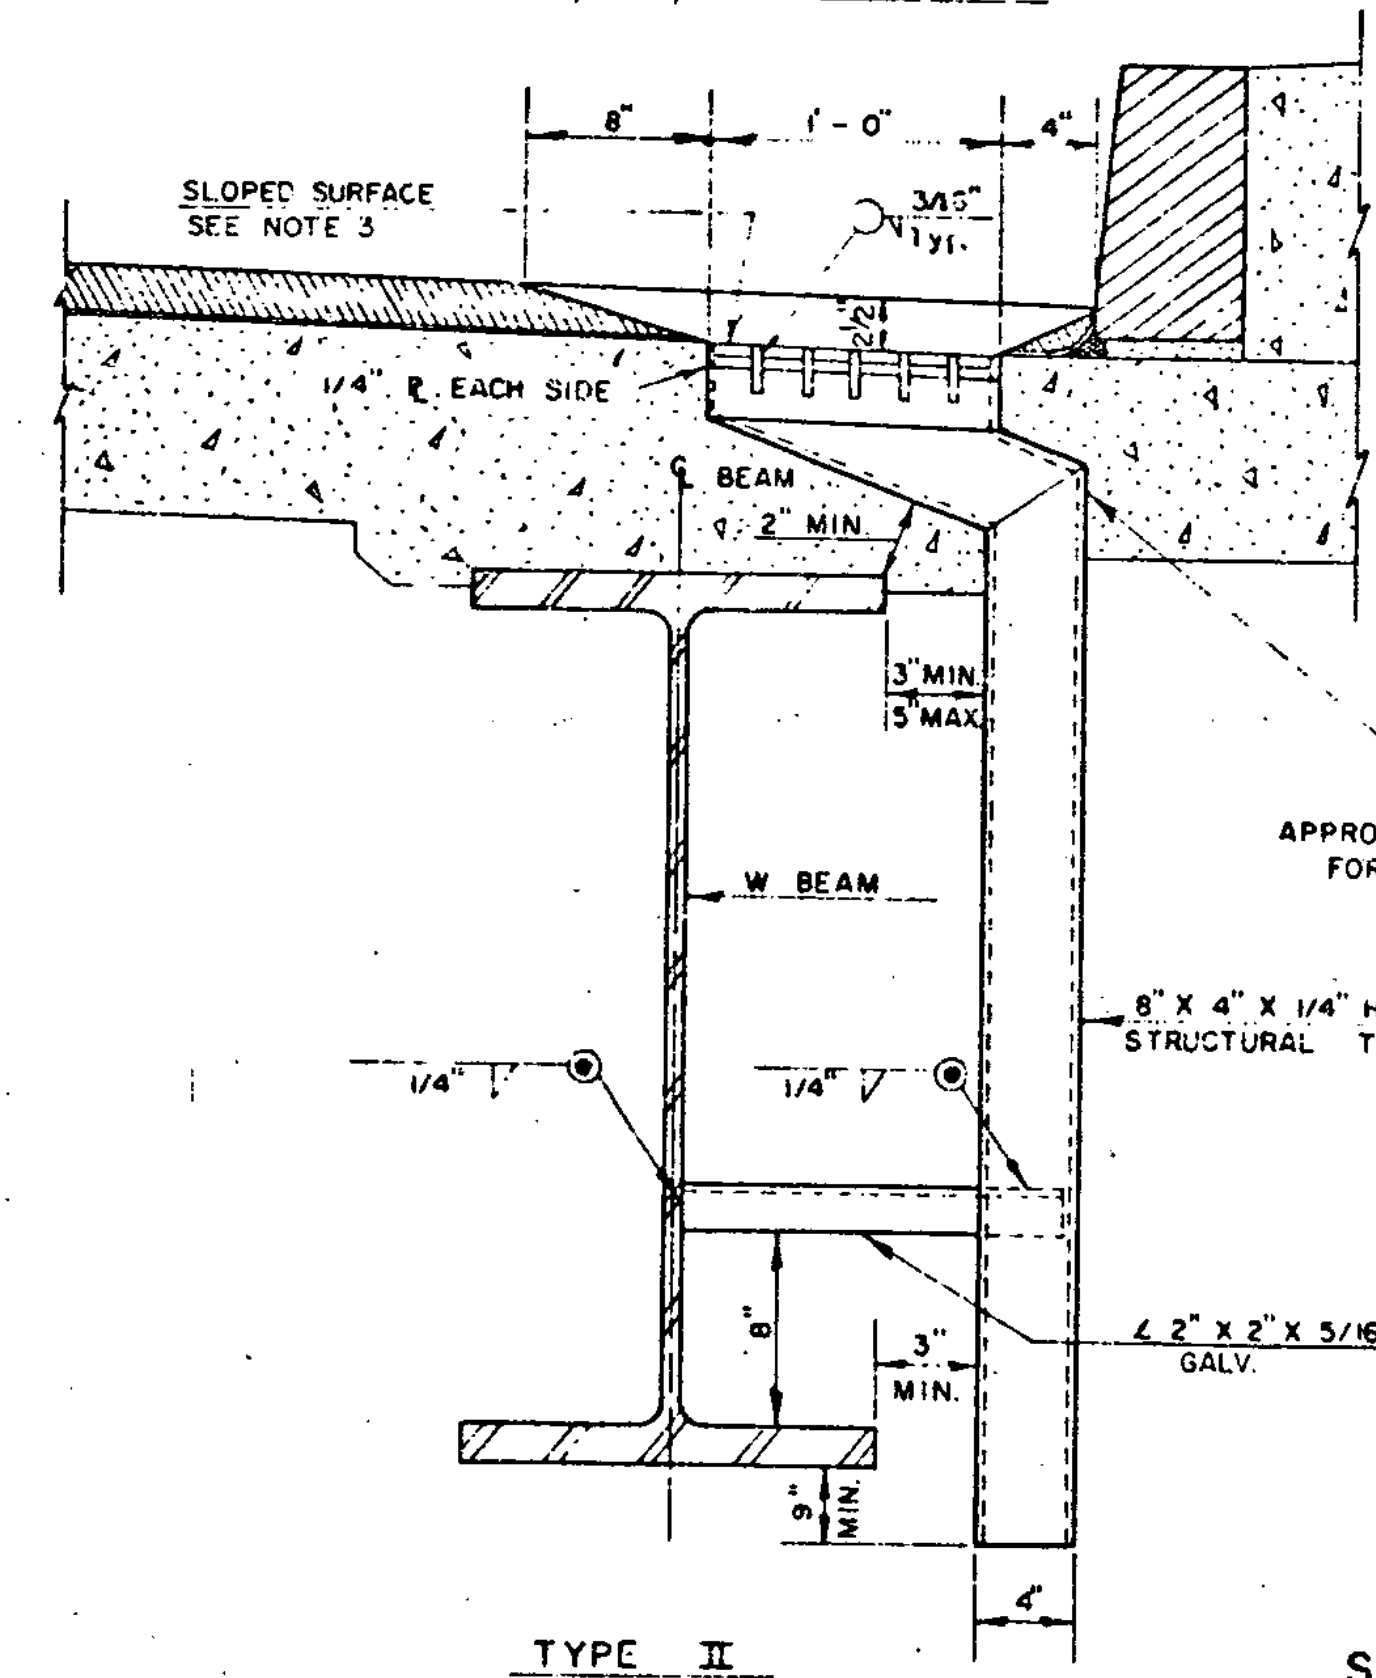 8" 1'-0" 4"
SLOPED SURFACE
SEE NOTE 3
3/16"
Typ.
2 1/2"
1/4" ℞ EACH SIDE
℄ BEAM
2" MIN.
3" MIN.
5" MAX.
APPRO
FOR
W BEAM
8" X 4" X 1/4" H
STRUCTURAL T
1/4" 1/4"
8"
3"
MIN.
∠ 2" X 2" X 5/16
GALV.
9"
MIN.
4"
TYPE II
S